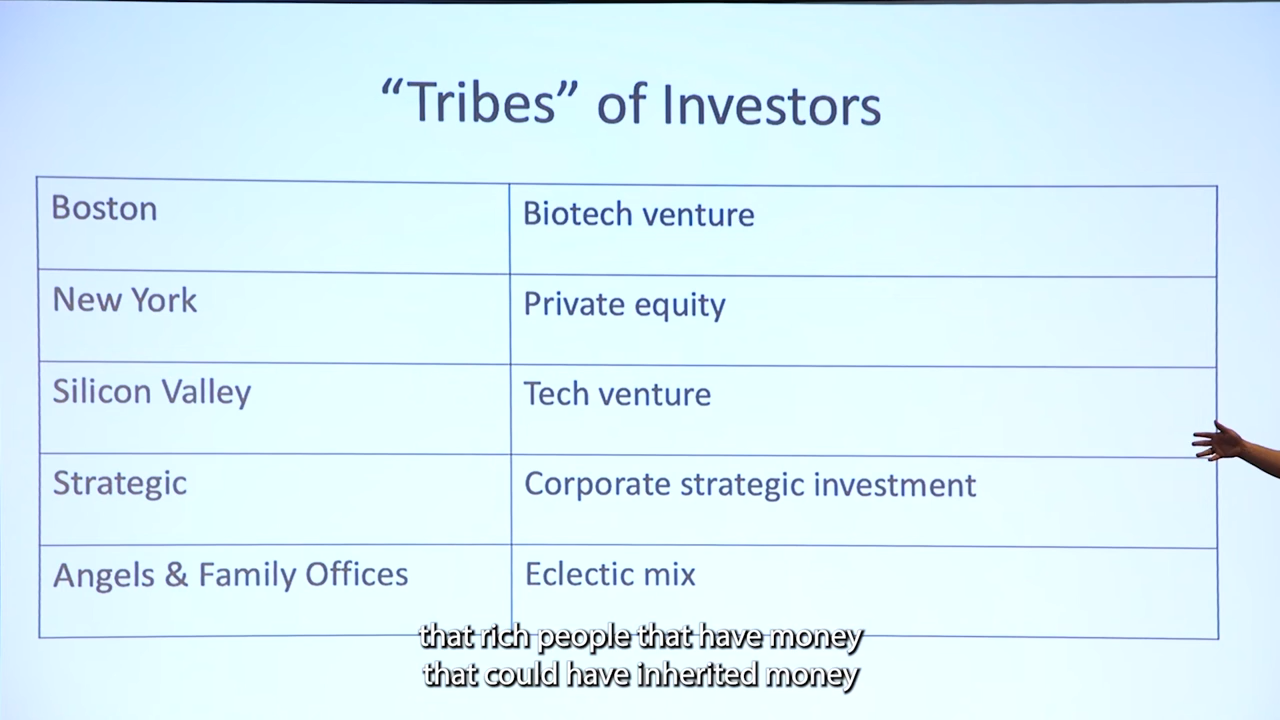 “Tribes” of Investors
Boston
Biotech venture
New York
Private equity
Silicon Valley
Tech venture
Strategic
Corporate strategic investment
Angels & Family Offices
Eclectic mix
that rich people that have money
that could have inherited money